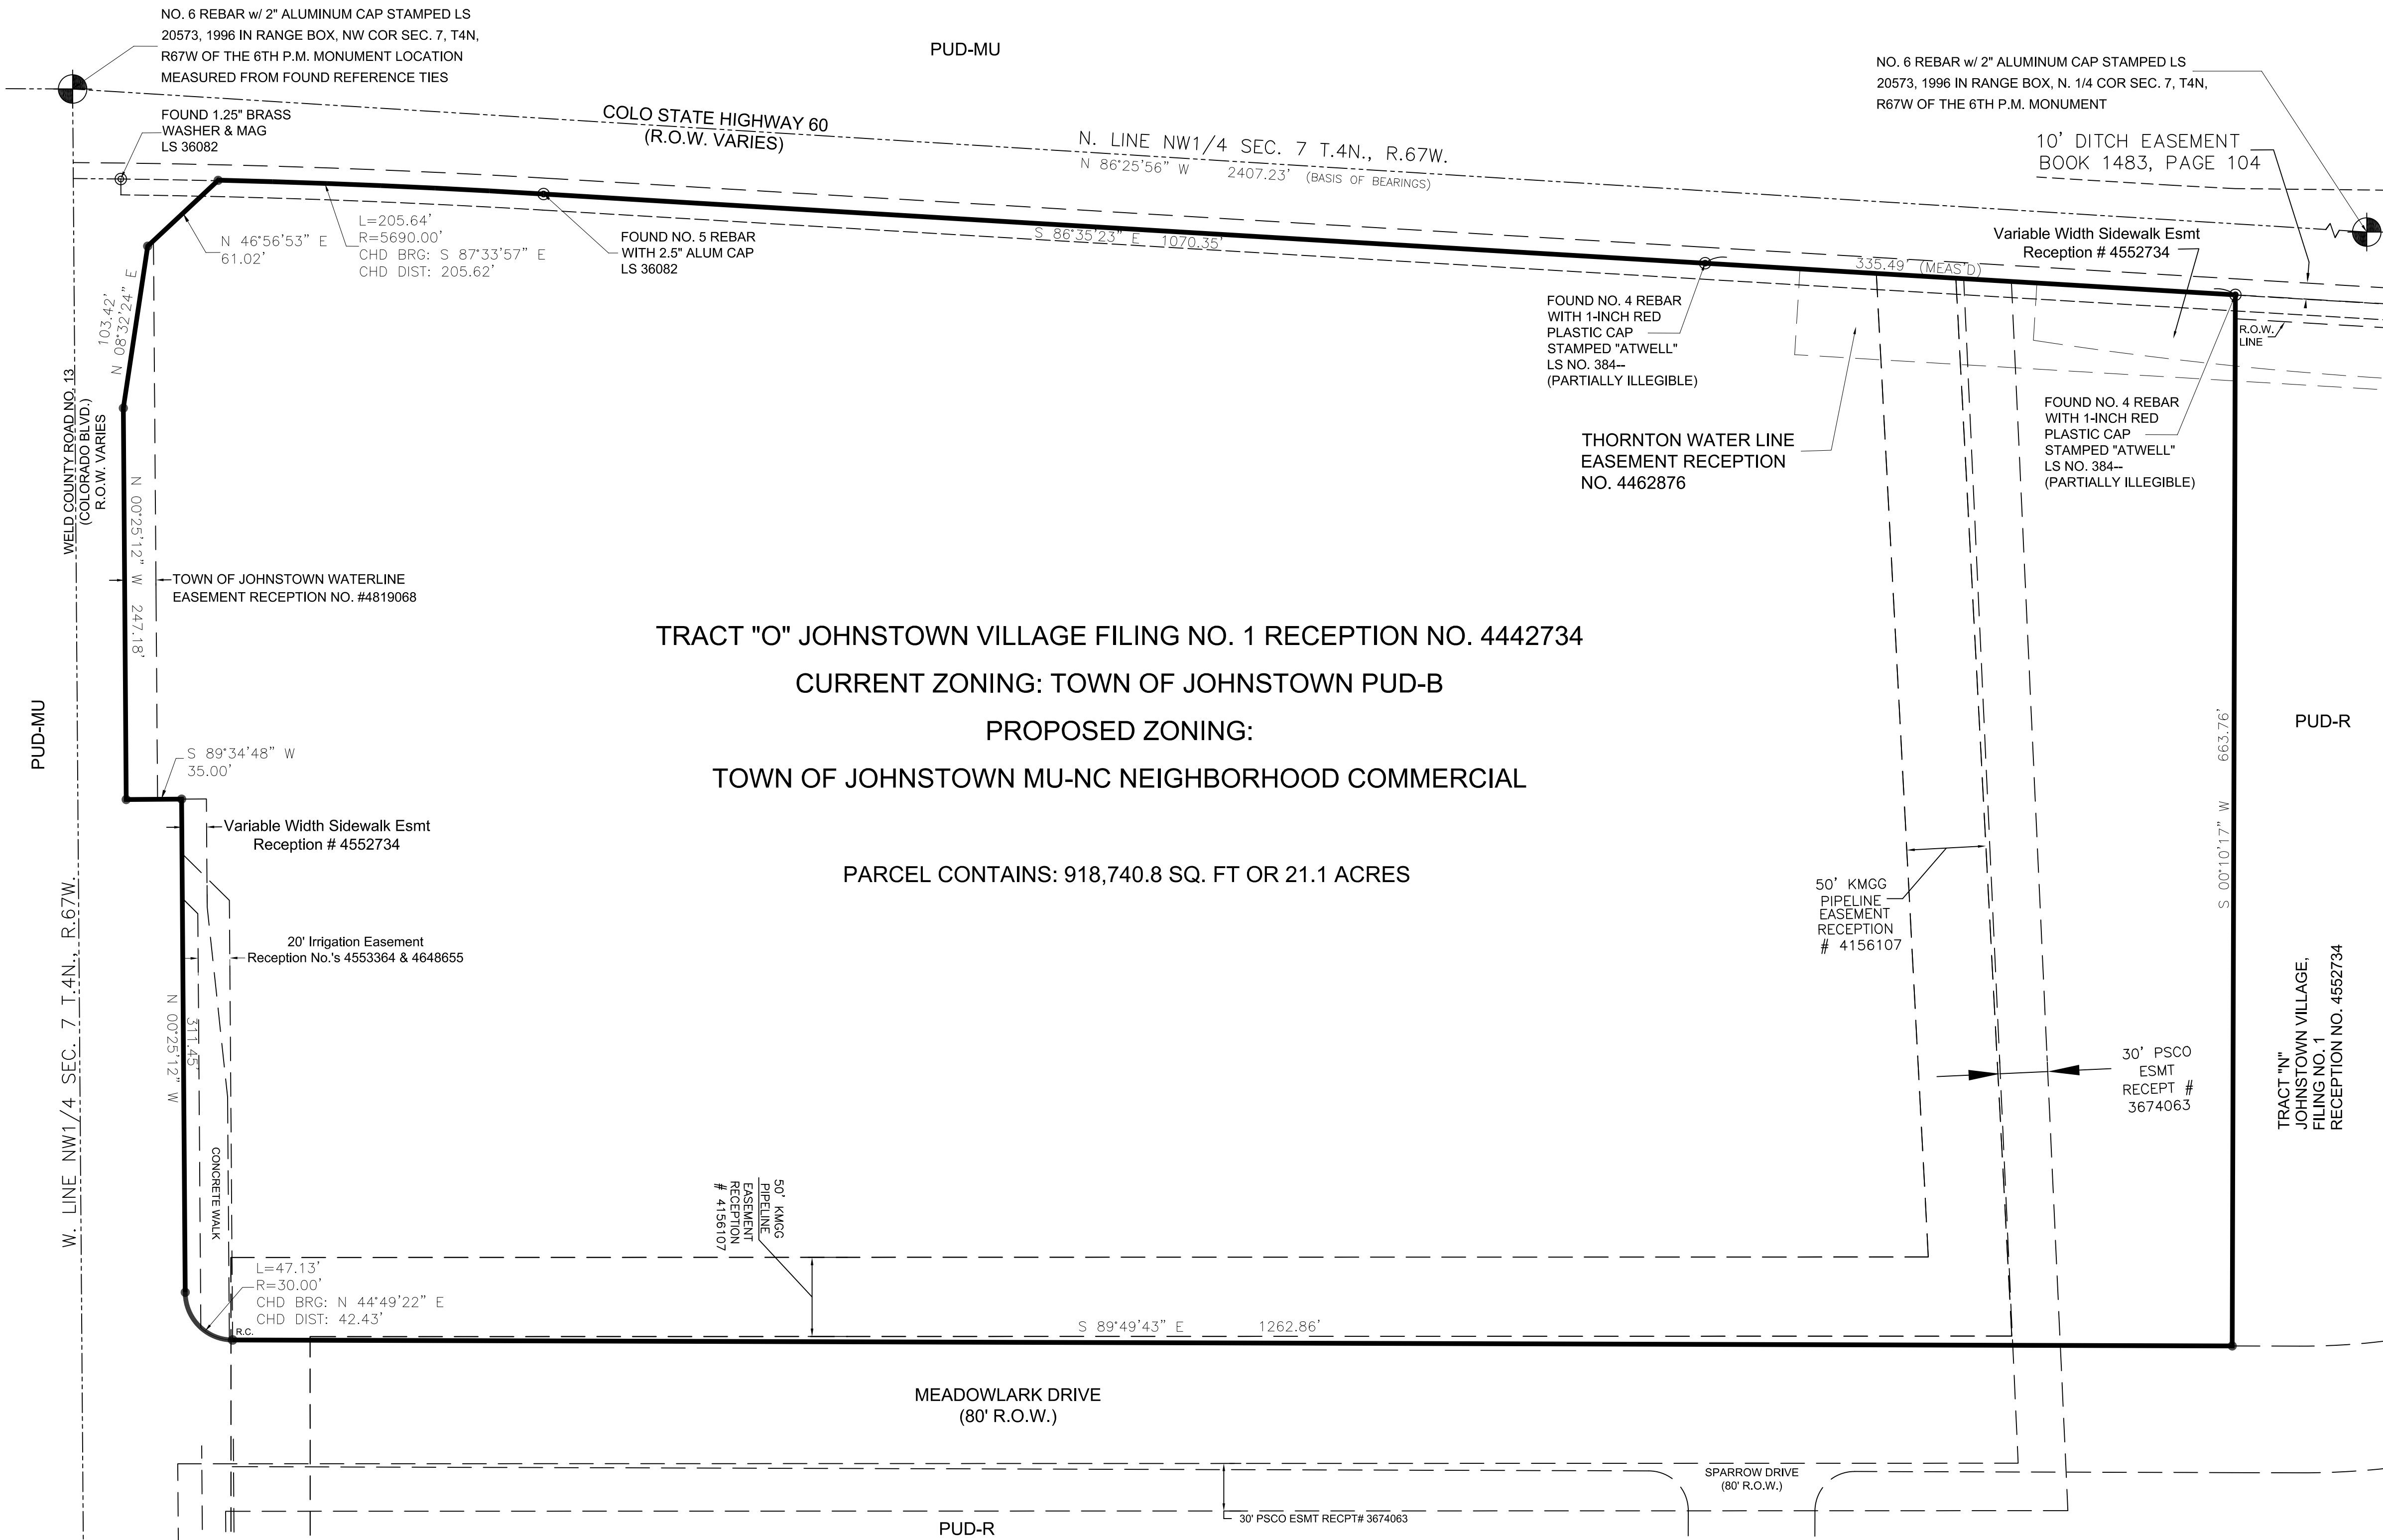 NO. 6 REBAR w/ 2" ALUMINUM CAP STAMPED LS
20573, 1996 IN RANGE BOX, NW COR SEC. 7, T4N,
R67W OF THE 6TH P.M. MONUMENT LOCATION
MEASURED FROM FOUND REFERENCE TIES
PUD-MU
NO. 6 REBAR w/ 2" ALUMINUM CAP STAMPED LS
20573, 1996 IN RANGE BOX, N. 1/4 COR SEC. 7, T4N,
R67W OF THE 6TH P.M. MONUMENT
FOUND 1.25" BRASS
WASHER & MAG
LS 36082
COLO STATE HIGHWAY 60
(R.O.W. VARIES)
N. LINE NW1/4 SEC. 7 T.4N., R.67W.
N 86°25'56" W 2407.23' (BASIS OF BEARINGS)
10' DITCH EASEMENT
BOOK 1483, PAGE 104
N 46°56'53" E
61.02'
L=205.64'
R=5690.00'
CHD BRG: S 87°33'57" E
CHD DIST: 205.62'
FOUND NO. 5 REBAR
WITH 2.5" ALUM CAP
LS 36082
S 86°35'23" E 1070.35'
335.49' (MEAS'D)
Variable Width Sidewalk Esmt
Reception # 4552734
R.O.W.
LINE
103.42'
N 08°32'24" E
FOUND NO. 4 REBAR
WITH 1-INCH RED
PLASTIC CAP
STAMPED "ATWELL"
LS NO. 384--
(PARTIALLY ILLEGIBLE)
FOUND NO. 4 REBAR
WITH 1-INCH RED
PLASTIC CAP
STAMPED "ATWELL"
LS NO. 384--
(PARTIALLY ILLEGIBLE)
THORNTON WATER LINE
EASEMENT RECEPTION
NO. 4462876
WELD COUNTY ROAD NO. 13
(COLORADO BLVD.)
R.O.W. VARIES
N 00°25'12" W 247.18'
TOWN OF JOHNSTOWN WATERLINE
EASEMENT RECEPTION NO. #4819068
TRACT "O" JOHNSTOWN VILLAGE FILING NO. 1 RECEPTION NO. 4442734
CURRENT ZONING: TOWN OF JOHNSTOWN PUD-B
PROPOSED ZONING:
TOWN OF JOHNSTOWN MU-NC NEIGHBORHOOD COMMERCIAL
PARCEL CONTAINS: 918,740.8 SQ. FT OR 21.1 ACRES
PUD-MU
PUD-R
S 00°10'17" W 663.76'
S 89°34'48" W
35.00'
Variable Width Sidewalk Esmt
Reception # 4552734
20' Irrigation Easement
Reception No.'s 4553364 & 4648655
W. LINE NW1/4 SEC. 7 T.4N., R.67W.
N 00°25'12" W
311.45'
CONCRETE WALK
50' KMGG
PIPELINE
EASEMENT
RECEPTION
# 4156107
30' PSCO
ESMT
RECEPT #
3674063
TRACT "N"
JOHNSTOWN VILLAGE,
FILING NO. 1
RECEPTION NO. 4552734
50' KMGG
PIPELINE
EASEMENT
RECEPTION
# 4156107
L=47.13'
R=30.00'
CHD BRG: N 44°49'22" E
CHD DIST: 42.43'
R.C.
S 89°49'43" E 1262.86'
MEADOWLARK DRIVE
(80' R.O.W.)
SPARROW DRIVE
(80' R.O.W.)
30' PSCO ESMT RECPT# 3674063
PUD-R